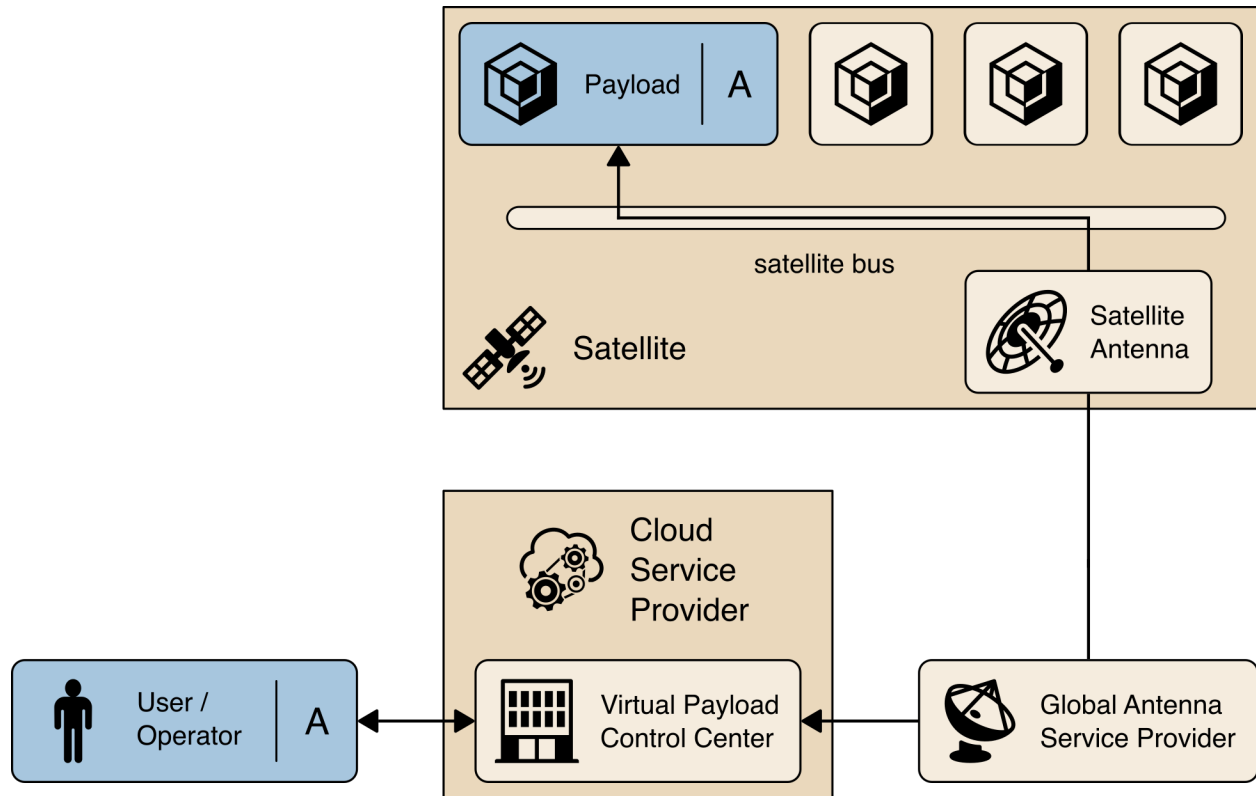 Payload
A
satellite bus
Satellite
Antenna
Satellite
Cloud
Service
Provider
User /
Operator
A
Virtual Payload
Control Center
Global Antenna
Service Provider